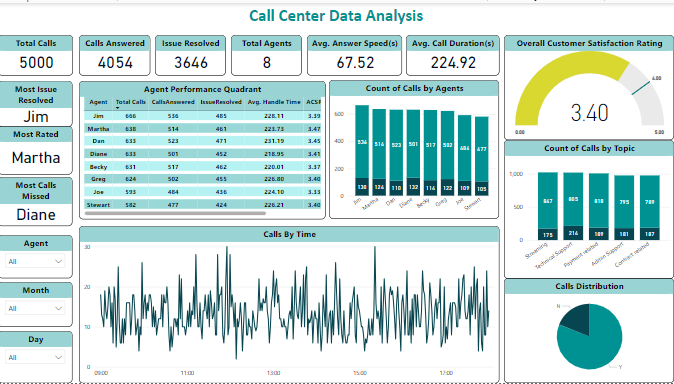 Call Center Data Analysis
Total Calls
5000
Calls Answered
4054
Issue Resolved
3646
Total Agents
8
Avg. Answer Speed(s)
67.52
Avg. Call Duration(s)
224.92
Overall Customer Satisfaction Rating
4.00
3.40
0.00
5.00
Most Issue
Resolved
Jim
Most Rated
Martha
Most Calls
Missed
Diane
Agent
All
Month
All
Day
All
Agent Performance Quadrant
Agent Total Calls CallsAnswered IssueResolved Avg. Handle Time ACSR
Jim 666 536 485 228.11 3.39
Martha 638 514 461 223.73 3.47
Dan 633 523 471 231.19 3.45
Diane 633 501 452 218.95 3.41
Becky 631 517 462 220.01 3.37
Greg 624 502 455 226.80 3.40
Joe 593 484 436 224.10 3.33
Stewart 582 477 424 226.21 3.40
Count of Calls by Agents
600
400
200
0
536 514 523 501 517 502 484 477
130 124 110 132 114 122 109 105
Jim Martha Dan Diane Becky Greg Joe Stewart
Count of Calls by Topic
1,000
500
0
867 805 818 795 789
175 214 189 181 187
Streaming Technical Support Payment related Admin Support Contract related
Calls By Time
30
20
10
0
09:00 11:00 13:00 15:00 17:00
Calls Distribution
N
Y